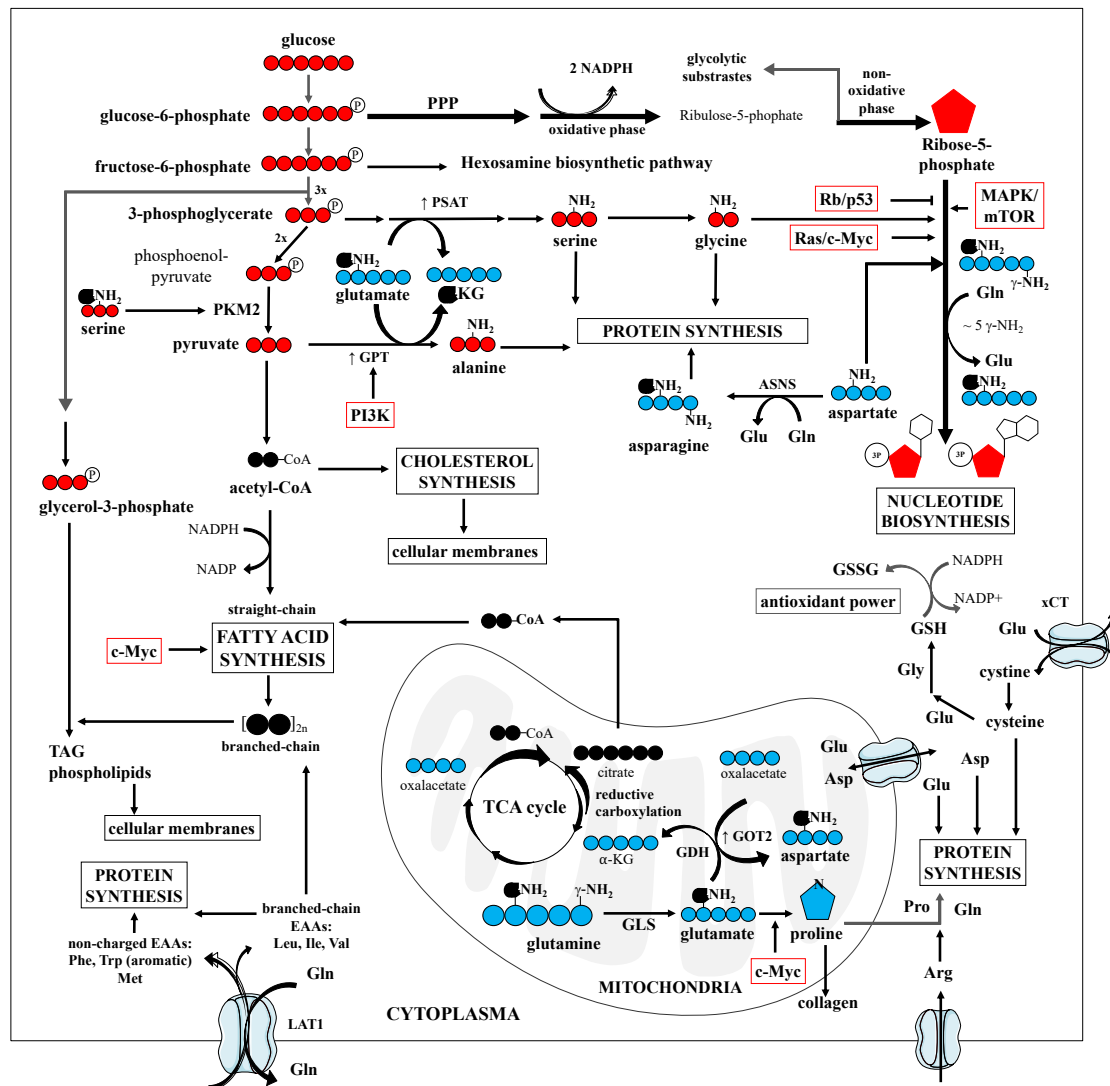 glucose
glucose-6-phosphate
P
PPP
2 NADPH
oxidative phase
Ribulose-5-phophate
glycolytic
substrastes
non-
oxidative
phase
Ribose-5-
phosphate
fructose-6-phosphate
P
Hexosamine biosynthetic pathway
3x
3-phosphoglycerate
P
↑ PSAT
NH2
serine
NH2
glycine
Rb/p53
MAPK/
mTOR
Ras/c-Myc
2x
phosphoenol-
pyruvate
P
NH2
glutamate
KG
NH2
γ-NH2
Gln
~ 5 γ-NH2
Glu
NH2
NH2
serine
PKM2
pyruvate
↑ GPT
NH2
alanine
PROTEIN SYNTHESIS
PI3K
NH2
NH2
asparagine
ASNS
Glu
Gln
NH2
aspartate
3P
3P
NUCLEOTIDE
BIOSYNTHESIS
P
glycerol-3-phosphate
CoA
acetyl-CoA
CHOLESTEROL
SYNTHESIS
cellular membranes
NADPH
NADP
straight-chain
FATTY ACID
SYNTHESIS
c-Myc
CoA
[ ]2n
branched-chain
TAG
phospholipids
cellular membranes
GSSG
NADPH
NADP+
antioxidant power
GSH
xCT
Glu
cystine
Gly
Glu
cysteine
Glu
Asp
Glu
Asp
PROTEIN
SYNTHESIS
Pro
Gln
Arg
CoA
oxalacetate
TCA cycle
citrate
reductive
carboxylation
α-KG
oxalacetate
GDH
↑ GOT2
NH2
aspartate
NH2
γ-NH2
glutamine
GLS
NH2
glutamate
N
proline
c-Myc
collagen
MITOCHONDRIA
CYTOPLASMA
PROTEIN
SYNTHESIS
branched-chain
EAAs:
Leu, Ile, Val
non-charged EAAs:
Phe, Trp (aromatic)
Met
Gln
LAT1
Gln